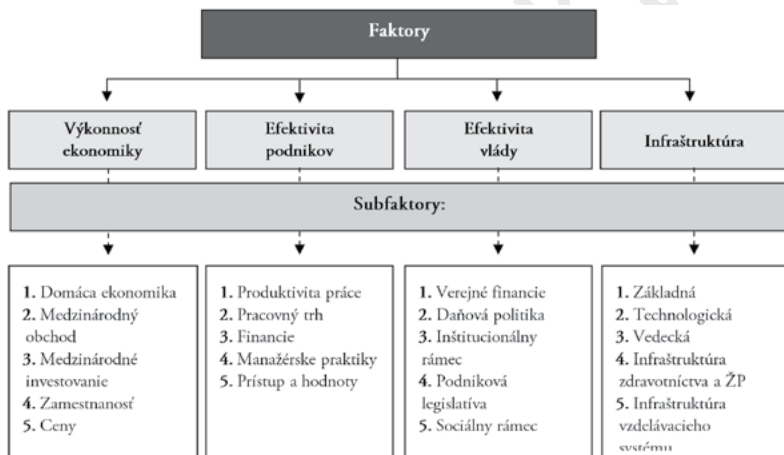 Faktory
Výkonnosť
ekonomiky
Efektivita
podnikov
Efektivita
vlády
Infraštruktúra
Subfaktory:
1. Domáca ekonomika
2. Medzinárodný
obchod
3. Medzinárodné
investovanie
4. Zamestnanosť
5. Ceny
1. Produktivita práce
2. Pracovný trh
3. Financie
4. Manažérske praktiky
5. Prístup a hodnoty
1. Verejné financie
2. Daňová politika
3. Inštitucionálny
rámec
4. Podniková
legislatíva
5. Sociálny rámec
1. Základná
2. Technologická
3. Vedecká
4. Infraštruktúra
zdravotníctva a ŽP
5. Infraštruktúra
vzdelávacieho
systému